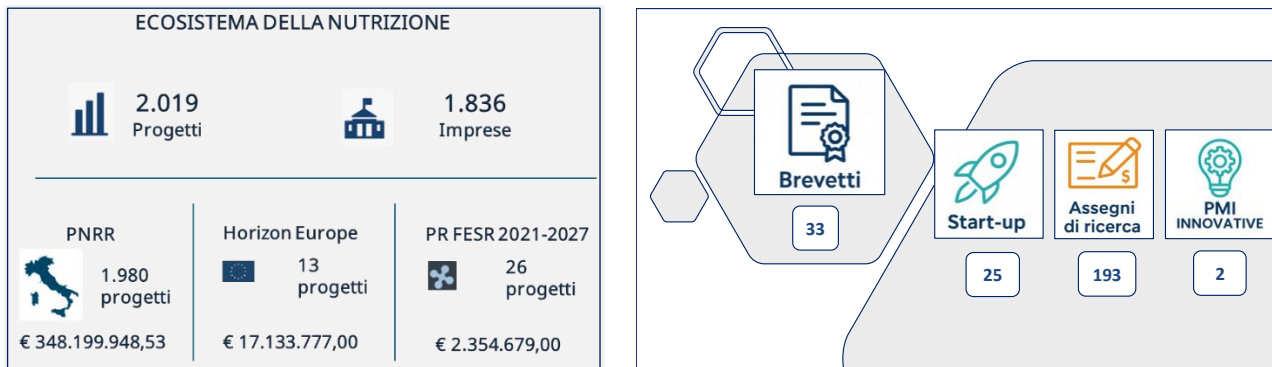 ECOSISTEMA DELLA NUTRIZIONE
2.019
Progetti
1.836
Imprese
PNRR
1.980
progetti
€ 348.199.948,53
Horizon Europe
13
progetti
€ 17.133.777,00
PR FESR 2021-2027
26
progetti
€ 2.354.679,00
Brevetti
33
Start-up
25
$
Assegni
di ricerca
193
PMI
INNOVATIVE
2